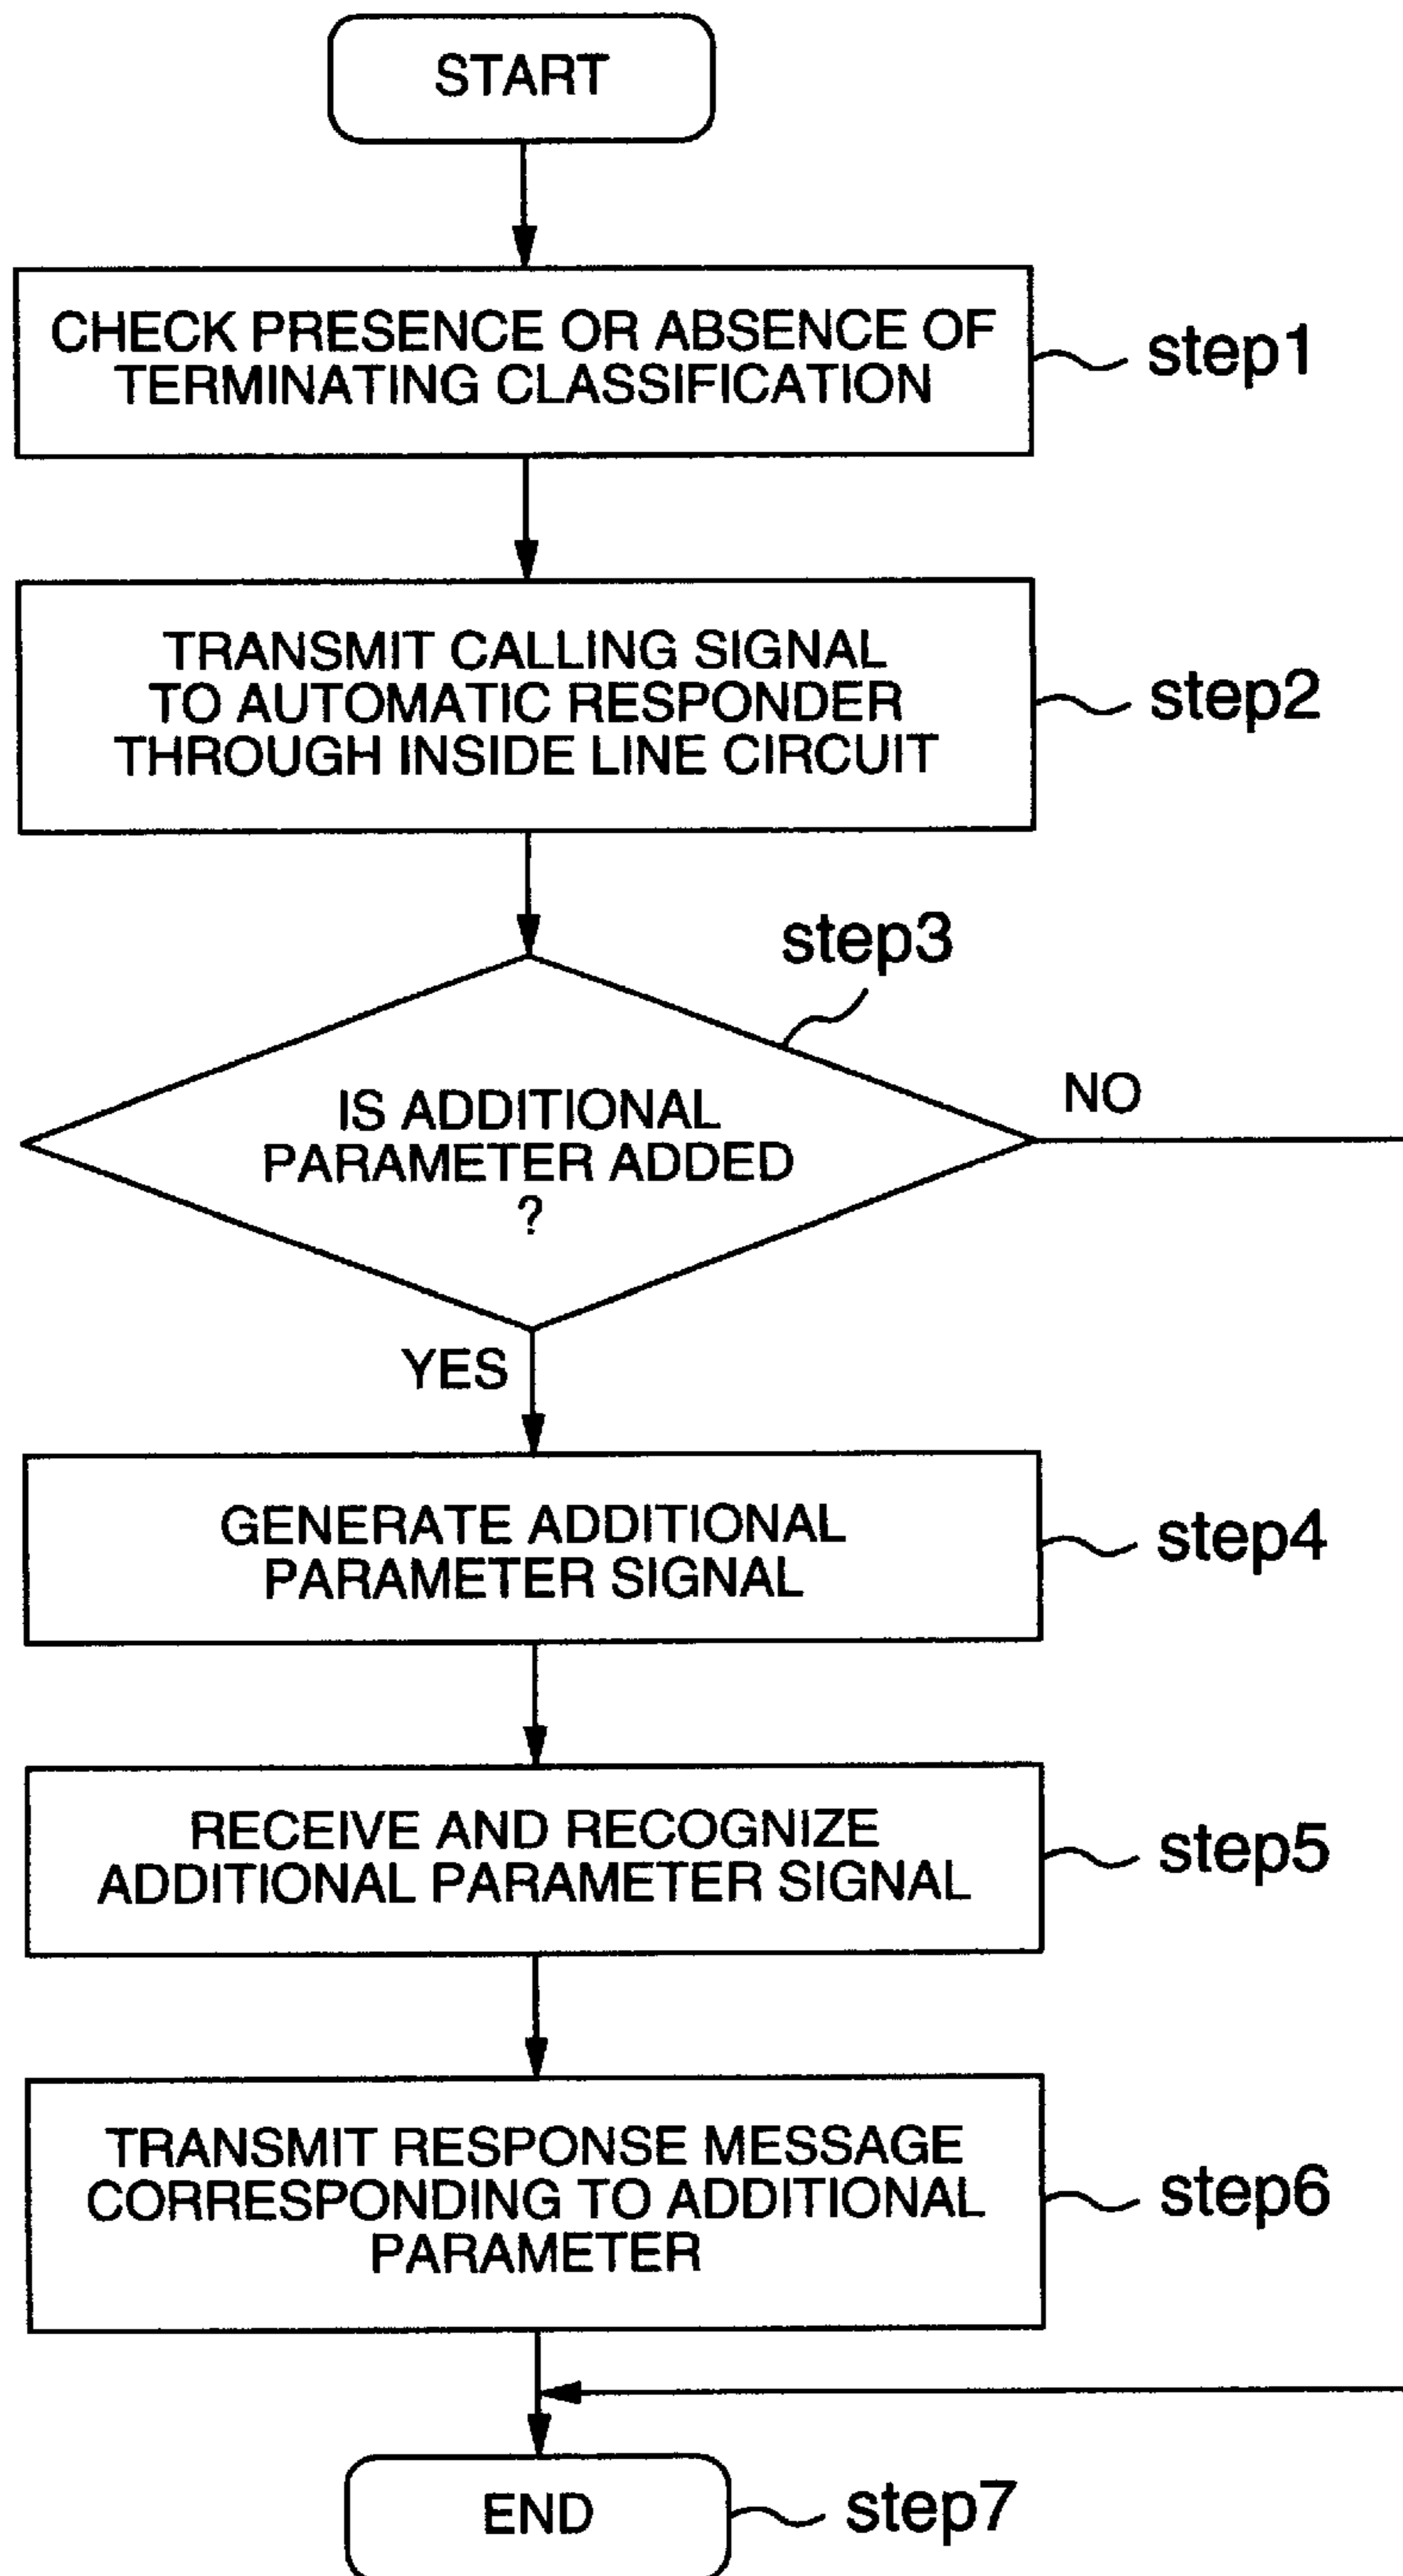 START
CHECK PRESENCE OR ABSENCE OF
TERMINATING CLASSIFICATION
step1
TRANSMIT CALLING SIGNAL
TO AUTOMATIC RESPONDER
THROUGH INSIDE LINE CIRCUIT
step2
step3
IS ADDITIONAL
PARAMETER ADDED
?
NO
YES
GENERATE ADDITIONAL
PARAMETER SIGNAL
step4
RECEIVE AND RECOGNIZE
ADDITIONAL PARAMETER SIGNAL
step5
TRANSMIT RESPONSE MESSAGE
CORRESPONDING TO ADDITIONAL
PARAMETER
step6
END
step7